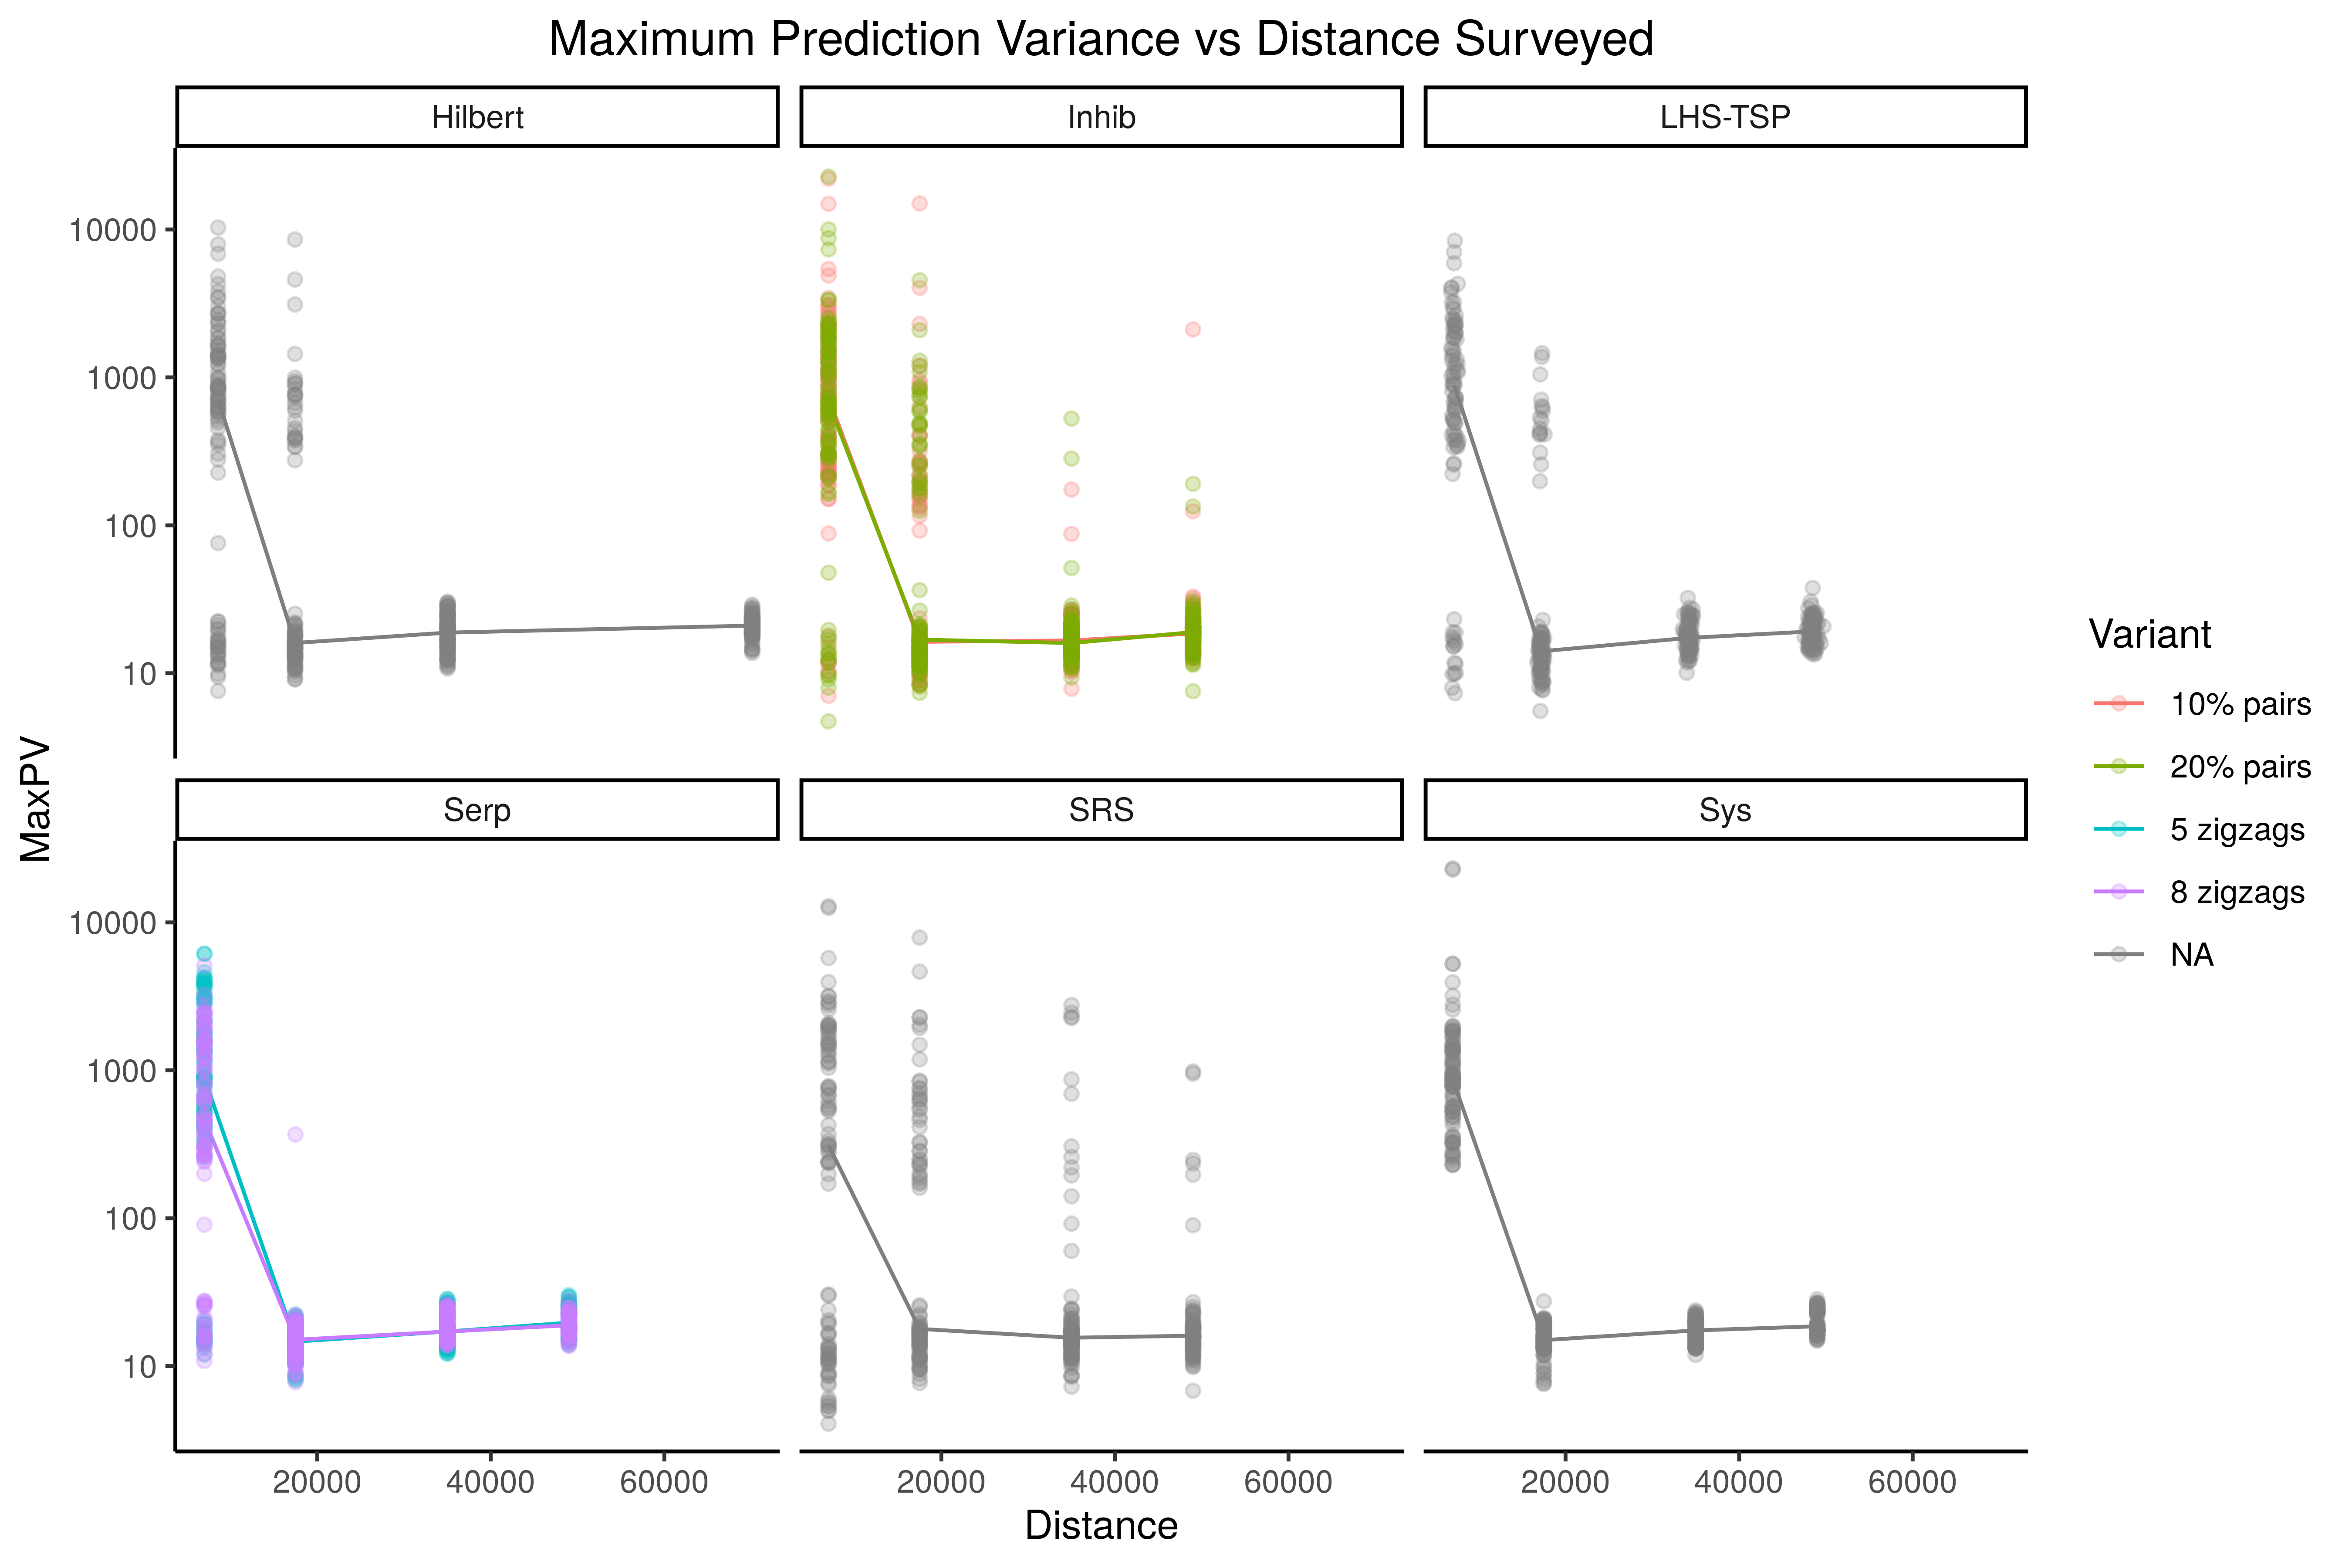 Maximum Prediction Variance vs Distance Surveyed
Hilbert
Inhib
LHS-TSP
10000
1000
100
10
Serp
SRS
Sys
10000
1000
100
10
20000 40000 60000
20000 40000 60000
20000 40000 60000
Distance
MaxPV
Variant
10% pairs
20% pairs
5 zigzags
8 zigzags
NA